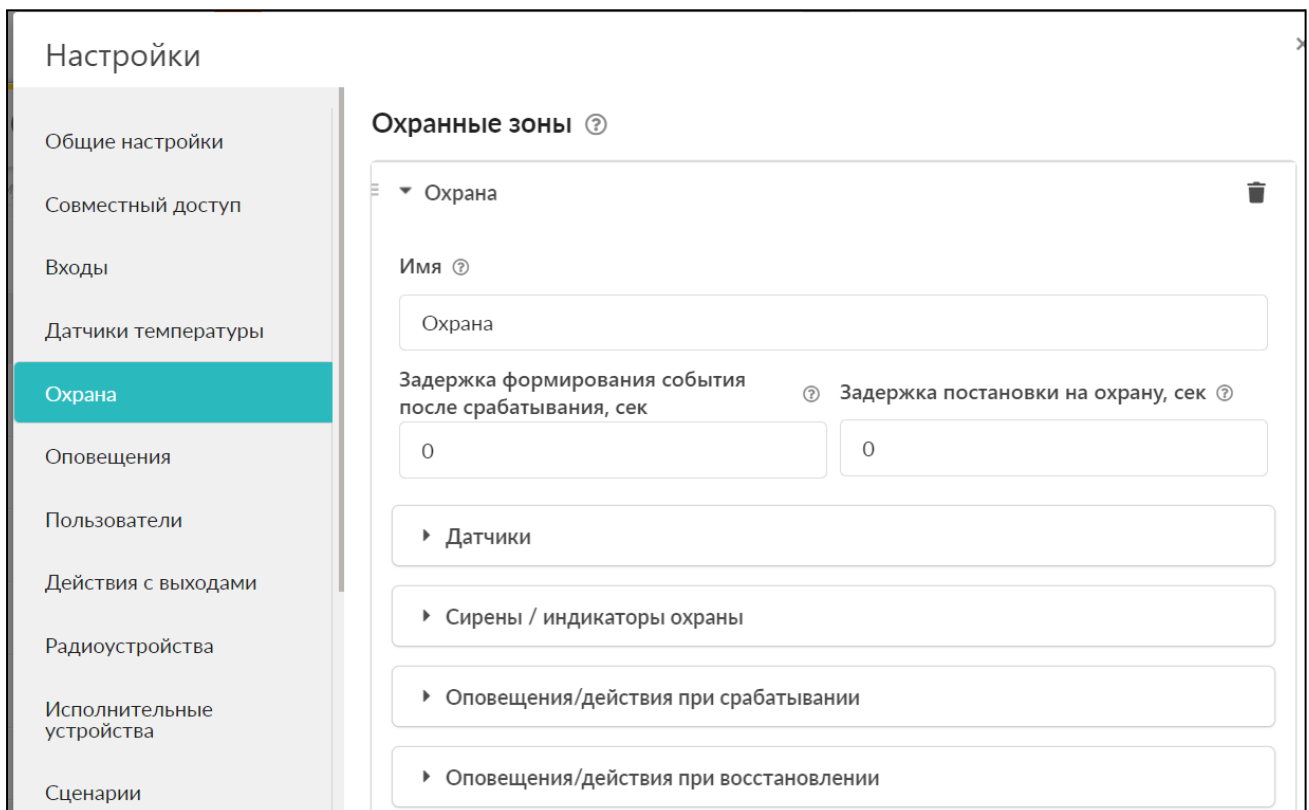 Настройки
Общие настройки
Совместный доступ
Входы
Датчики температуры
Охрана
Оповещения
Пользователи
Действия с выходами
Радиоустройства
Исполнительные
устройства
Сценарии
Охранные зоны
Охрана
Имя
Охрана
Задержка формирования события
после срабатывания, сек
0
Задержка постановки на охрану, сек
0
Датчики
Сирены / индикаторы охраны
Оповещения/действия при срабатывании
Оповещения/действия при восстановлении